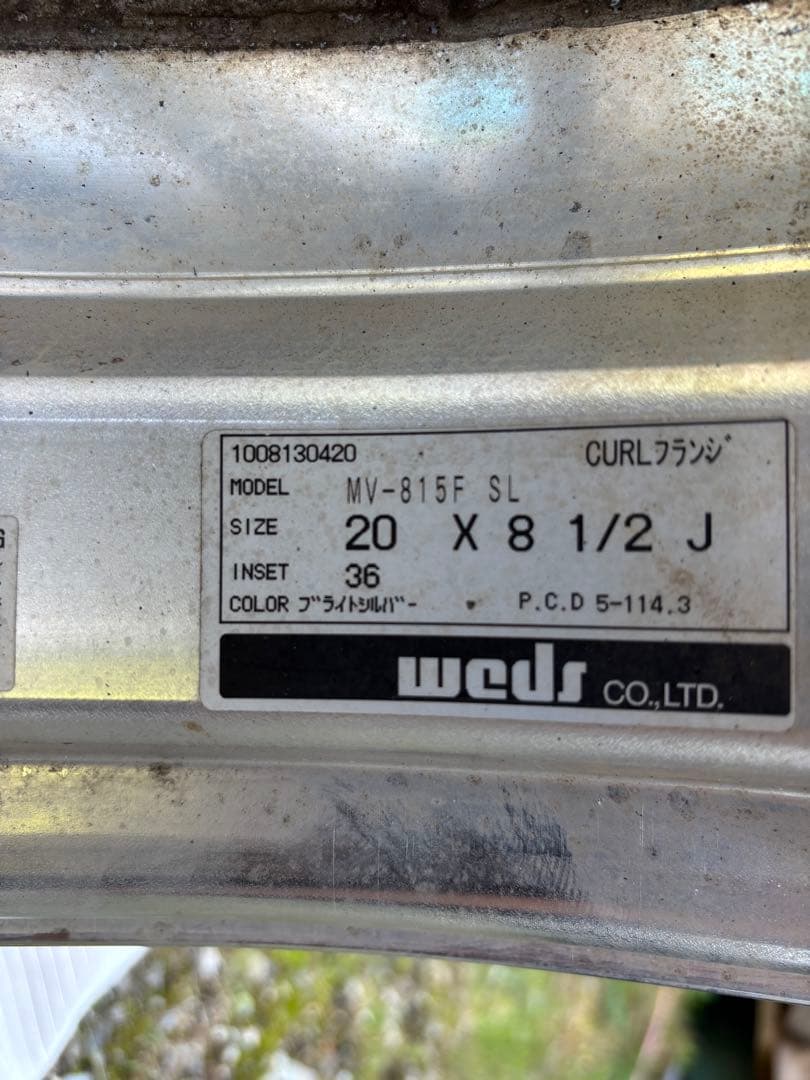 1008130420 CURLフランジ
MODEL MV-815F SL
SIZE 20 X 8 1/2 J
INSET 36
COLOR ブライトシルバー P.C.D 5-114.3
weds CO.,LTD.
G